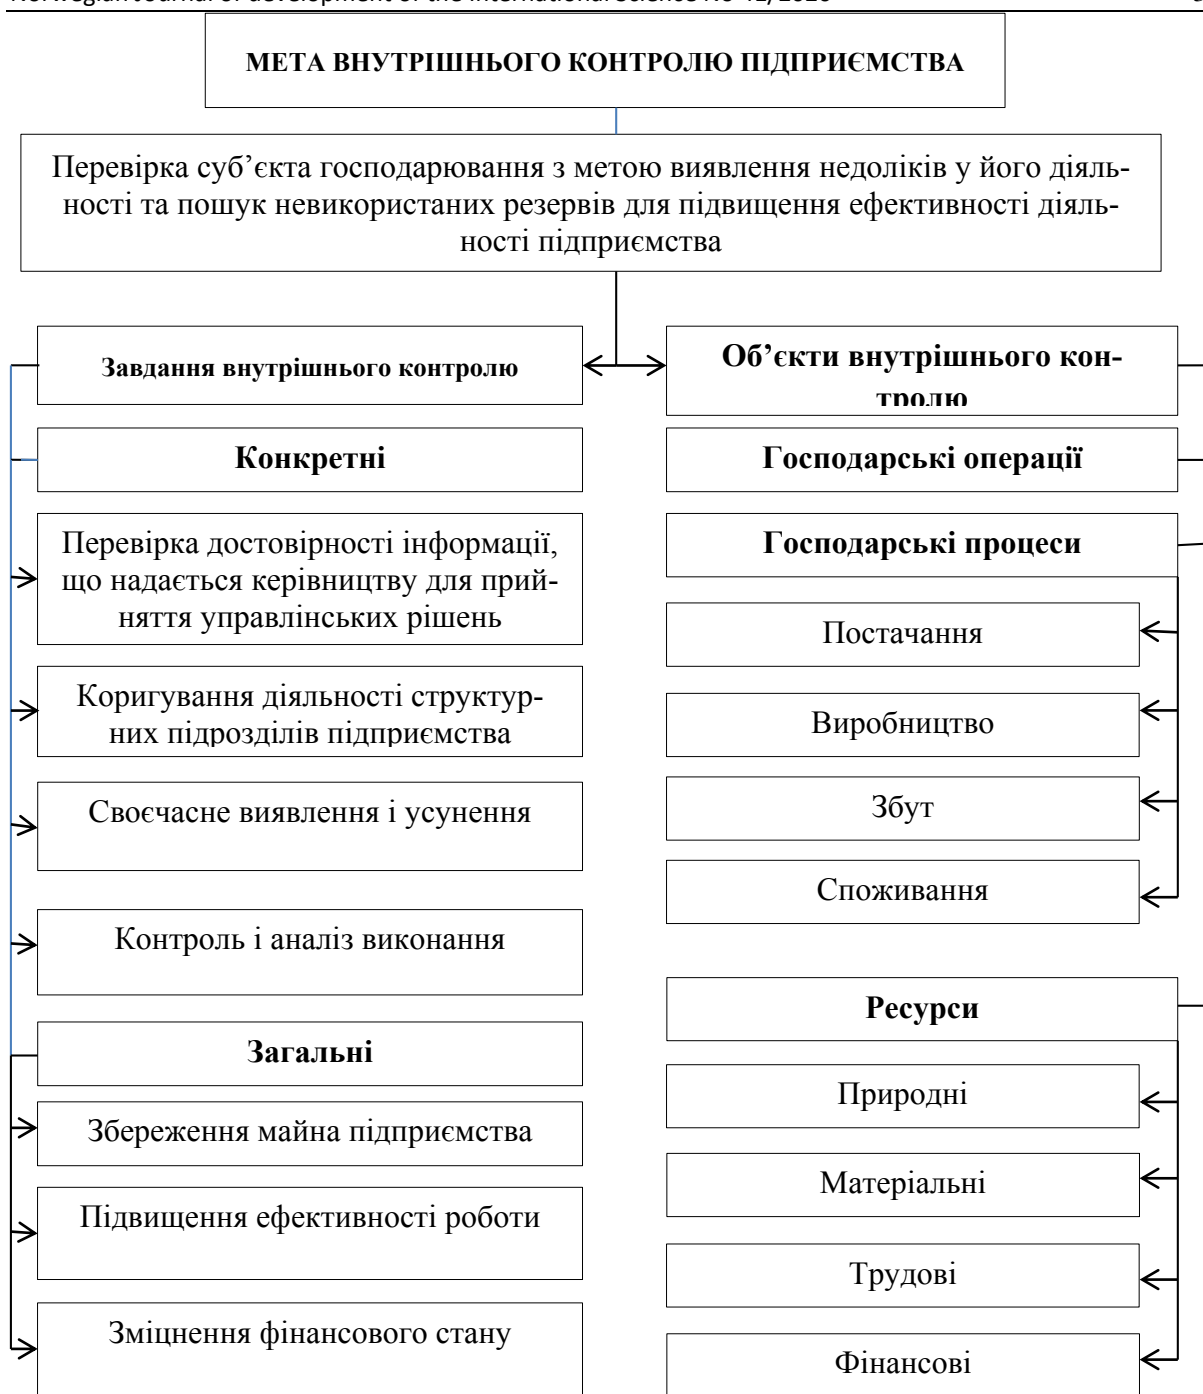 МЕТА ВНУТРІШНЬОГО КОНТРОЛЮ ПІДПРИЄМСТВА
Перевірка суб’єкта господарювання з метою виявлення недоліків у його діяль-
ності та пошук невикористаних резервів для підвищення ефективності діяль-
ності підприємства
Завдання внутрішнього контролю
Конкретні
Перевірка достовірності інформації,
що надається керівництву для прий-
няття управлінських рішень
Коригування діяльності структур-
них підрозділів підприємства
Своєчасне виявлення і усунення
Контроль і аналіз виконання
Загальні
Збереження майна підприємства
Підвищення ефективності роботи
Зміцнення фінансового стану
Об’єкти внутрішнього кон-
тролю
Господарські операції
Господарські процеси
Постачання
Виробництво
Збут
Споживання
Ресурси
Природні
Матеріальні
Трудові
Фінансові